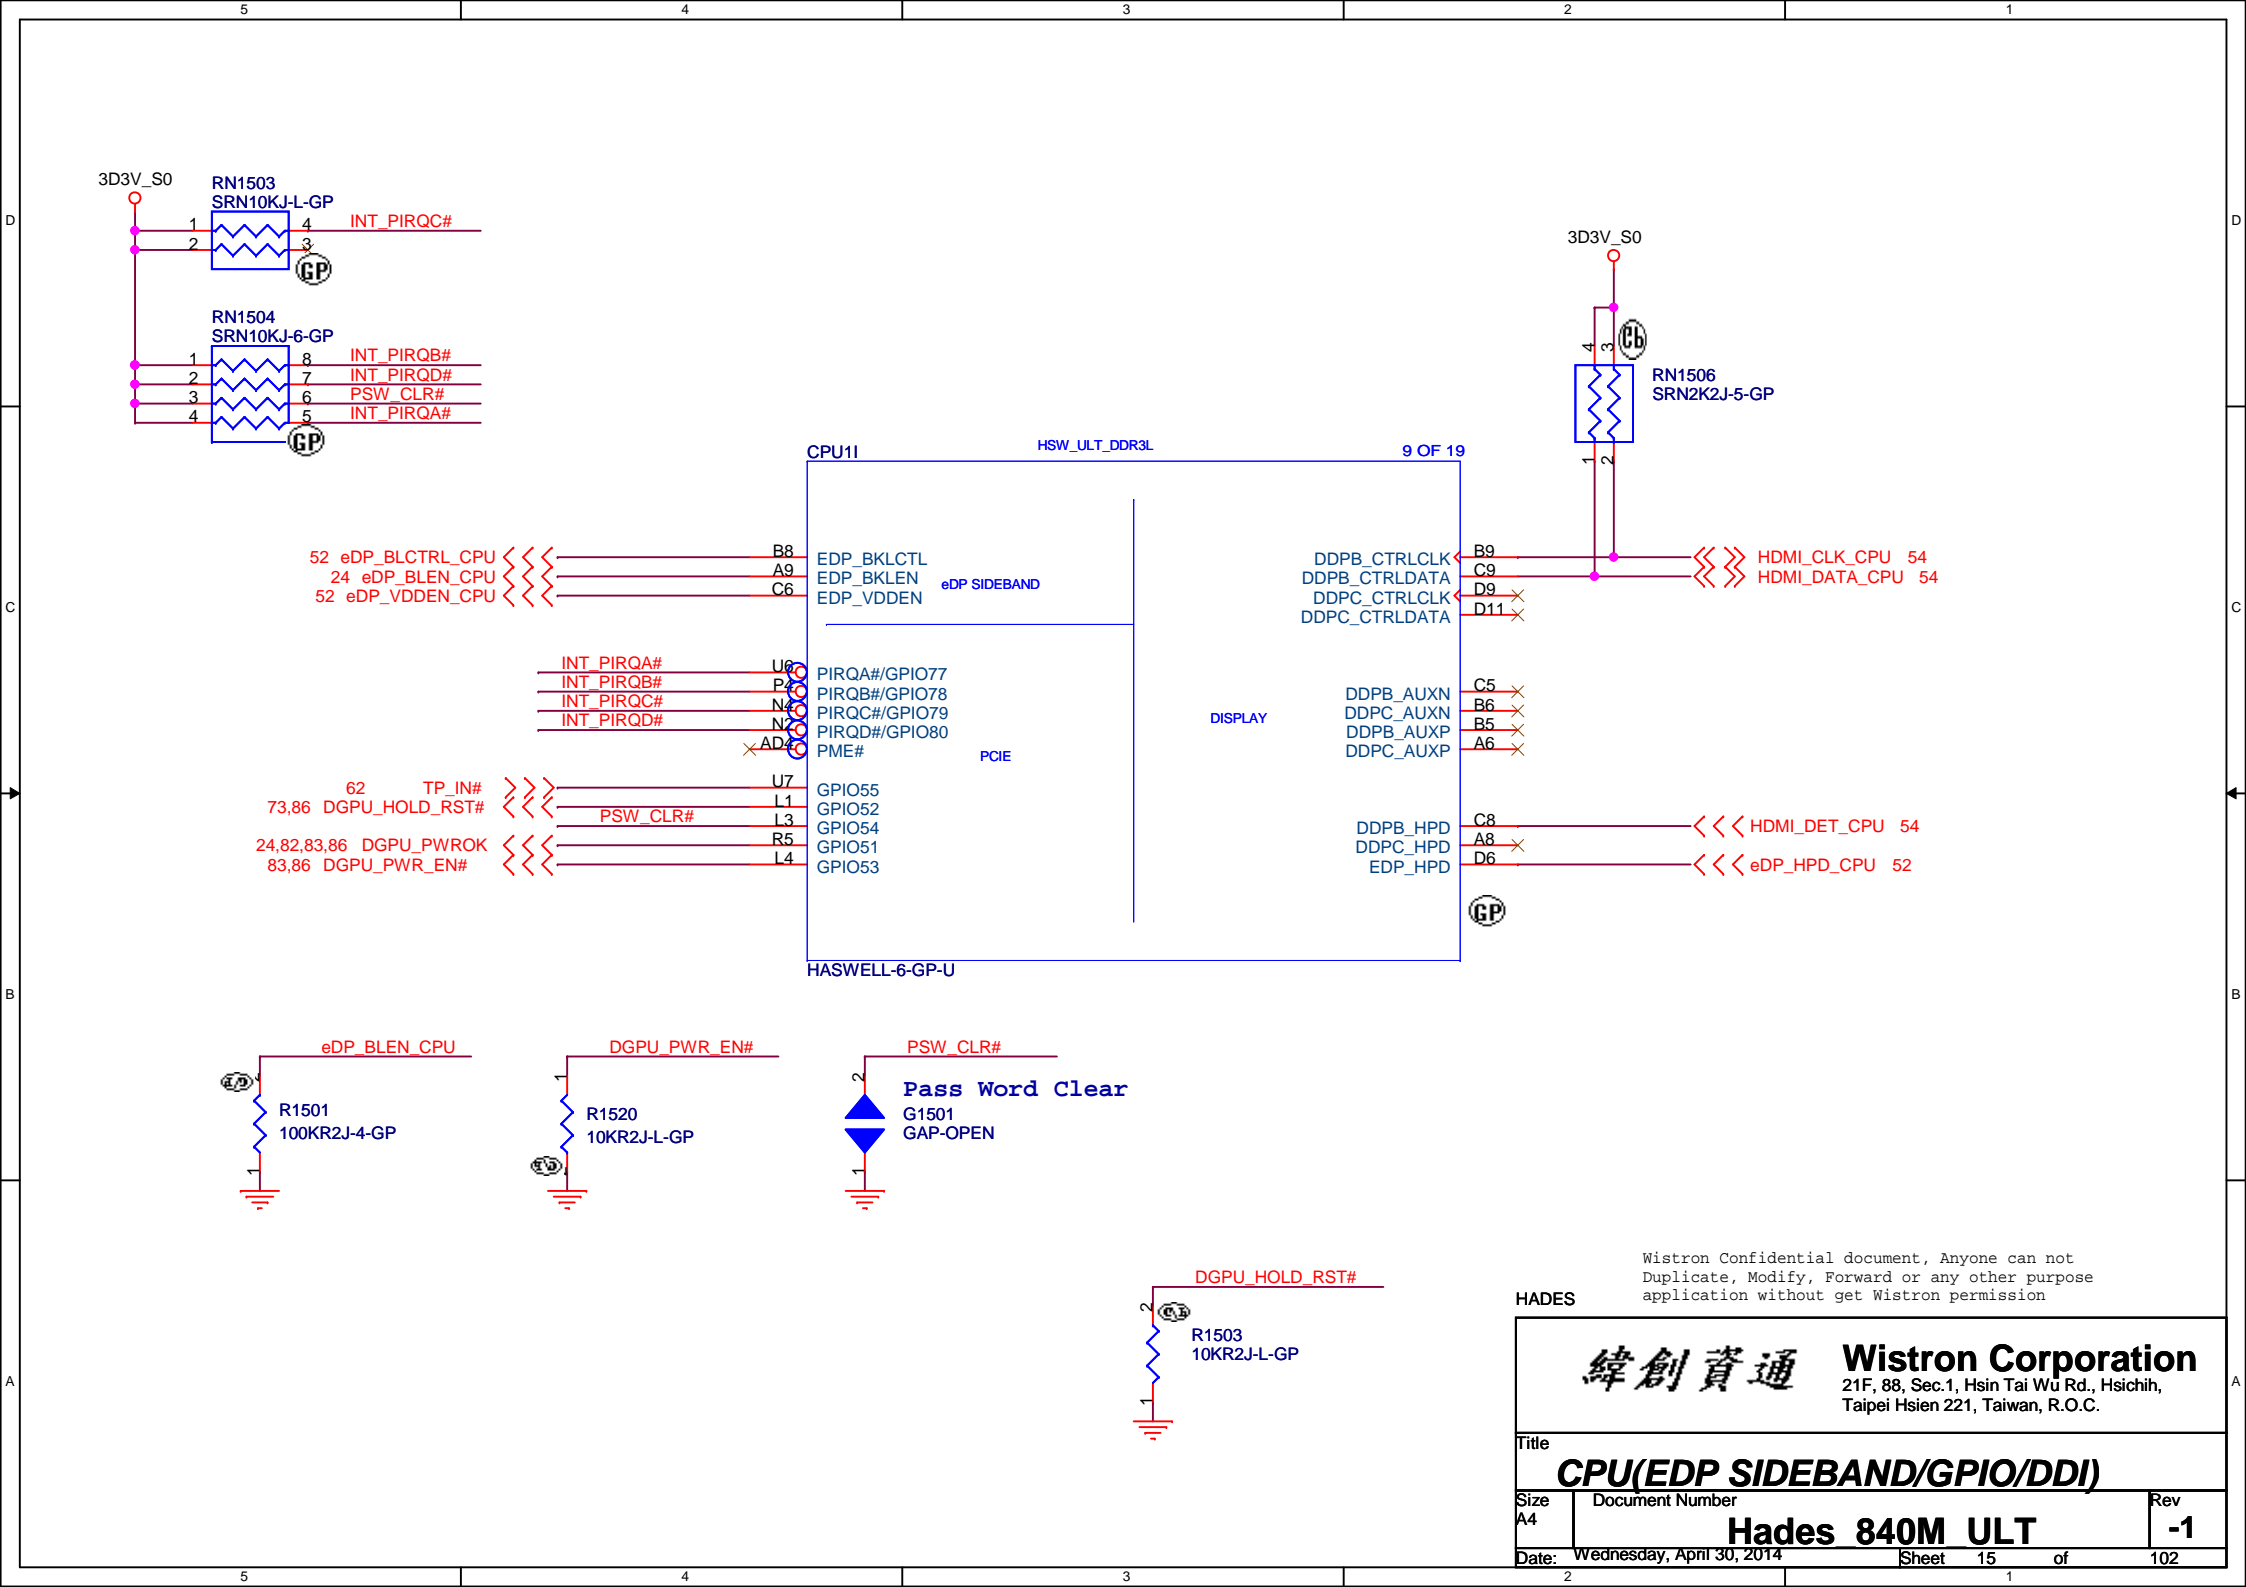 5 4 3 2 1
D
D
C
C
B
B
A
A
3D3V_S0
RN1503
SRN10KJ-L-GP
1 4 INT_PIRQC#
2 3
GP
RN1504
SRN10KJ-6-GP
1 8 INT_PIRQB#
2 7 INT_PIRQD#
3 6 PSW_CLR#
4 5 INT_PIRQA#
GP
3D3V_S0
4 3
RN1506
SRN2K2J-5-GP
1 2
CPU1I HSW_ULT_DDR3L 9 OF 19
52 eDP_BLCTRL_CPU B8 EDP_BKLCTL
24 eDP_BLEN_CPU A9 EDP_BKLEN
52 eDP_VDDEN_CPU C6 EDP_VDDEN
eDP SIDEBAND
INT_PIRQA# U6 PIRQA#/GPIO77
INT_PIRQB# P4 PIRQB#/GPIO78
INT_PIRQC# N4 PIRQC#/GPIO79
INT_PIRQD# N2 PIRQD#/GPIO80
AD4 PME#
PCIE
62 TP_IN# U7 GPIO55
73,86 DGPU_HOLD_RST# L1 GPIO52
PSW_CLR# L3 GPIO54
24,82,83,86 DGPU_PWROK R5 GPIO51
83,86 DGPU_PWR_EN# L4 GPIO53
DISPLAY
DDPB_CTRLCLK B9 HDMI_CLK_CPU 54
DDPB_CTRLDATA C9 HDMI_DATA_CPU 54
DDPC_CTRLCLK D9
DDPC_CTRLDATA D11
DDPB_AUXN C5
DDPC_AUXN B6
DDPB_AUXP B5
DDPC_AUXP A6
DDPB_HPD C8 HDMI_DET_CPU 54
DDPC_HPD A8
EDP_HPD D6 eDP_HPD_CPU 52
GP
HASWELL-6-GP-U
eDP_BLEN_CPU
R1501
100KR2J-4-GP
1
DGPU_PWR_EN#
1
R1520
10KR2J-L-GP
PSW_CLR#
2
Pass Word Clear
G1501
GAP-OPEN
1
DGPU_HOLD_RST#
2
R1503
10KR2J-L-GP
1
Wistron Confidential document, Anyone can not
Duplicate, Modify, Forward or any other purpose
application without get Wistron permission
HADES
緯創資通
Wistron Corporation
21F, 88, Sec.1, Hsin Tai Wu Rd., Hsichih,
Taipei Hsien 221, Taiwan, R.O.C.
Title
CPU(EDP SIDEBAND/GPIO/DDI)
Size Document Number Rev
A4 Hades_840M_ULT -1
Date: Wednesday, April 30, 2014 Sheet 15 of 102
5 4 3 2 1